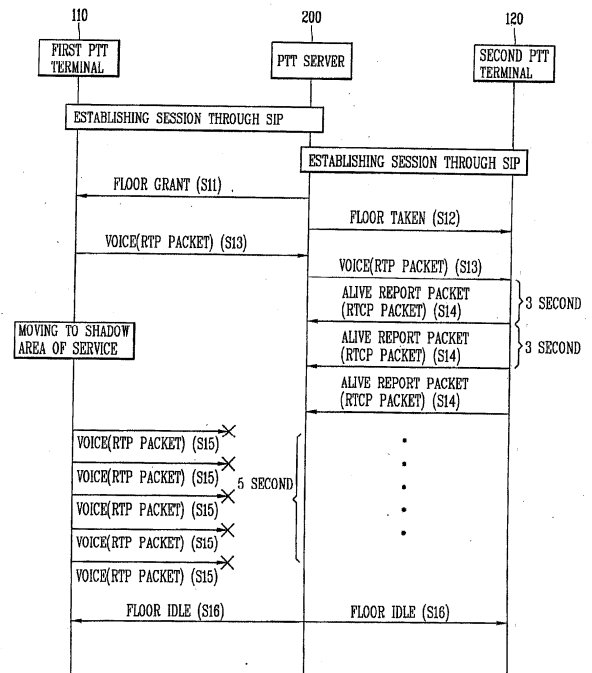 110
200
120
FIRST PTT
TERMINAL
PTT SERVER
SECOND PTT
TERMINAL
ESTABLISHING SESSION THROUGH SIP
ESTABLISHING SESSION THROUGH SIP
FLOOR GRANT (S11)
FLOOR TAKEN (S12)
VOICE(RTP PACKET) (S13)
VOICE(RTP PACKET) (S13)
ALIVE REPORT PACKET
(RTCP PACKET) (S14)
3 SECOND
MOVING TO SHADOW
AREA OF SERVICE
ALIVE REPORT PACKET
(RTCP PACKET) (S14)
3 SECOND
ALIVE REPORT PACKET
(RTCP PACKET) (S14)
VOICE(RTP PACKET) (S15)
VOICE(RTP PACKET) (S15)
5 SECOND
VOICE(RTP PACKET) (S15)
VOICE(RTP PACKET) (S15)
VOICE(RTP PACKET) (S15)
FLOOR IDLE (S16)
FLOOR IDLE (S16)